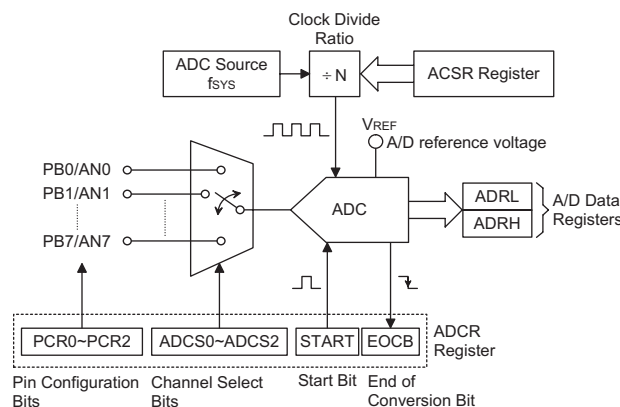 Clock Divide
Ratio
ADC Source
fSYS
÷ N
ACSR Register
VREF
A/D reference voltage
PB0/AN0
PB1/AN1
PB7/AN7
ADC
ADRL
ADRH
A/D Data
Registers
PCR0~PCR2
ADCS0~ADCS2
START
EOCB
ADCR
Register
Pin Configuration
Bits
Channel Select
Bits
Start Bit
End of
Conversion Bit